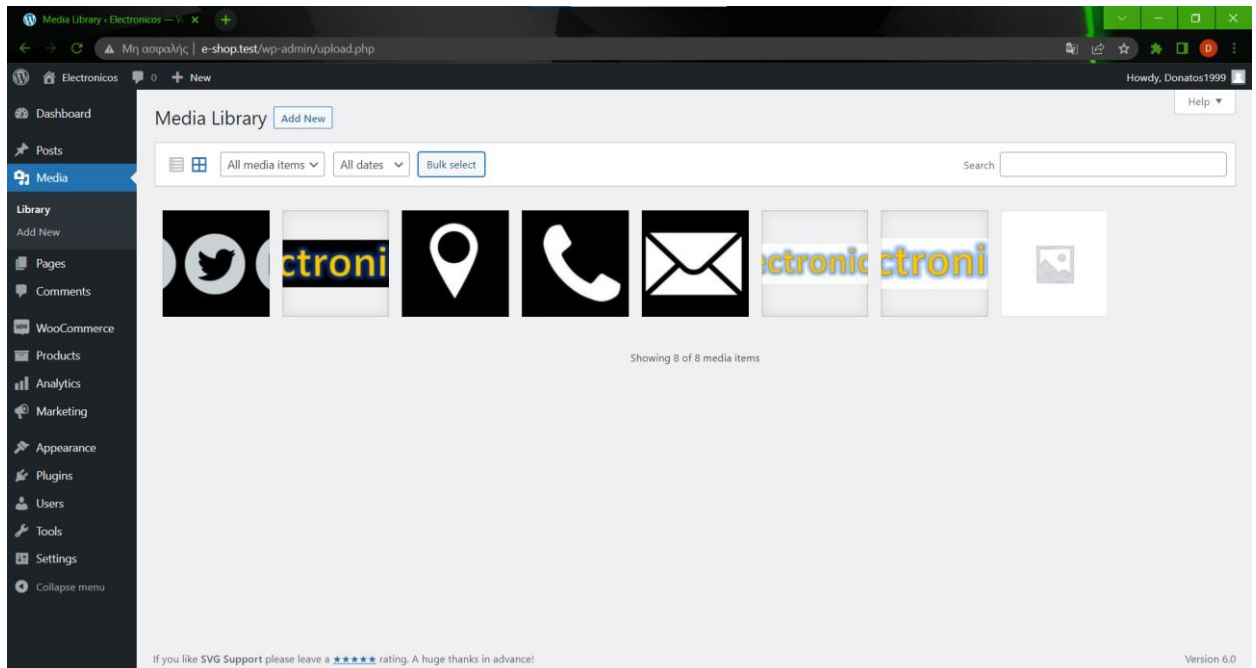 Media Library ‹ Electronicos — W
Μη ασφαλής | e-shop.test/wp-admin/upload.php
D
Electronicos 0 New
Howdy, Donatos1999
Dashboard
Posts
Media
Library
Add New
Pages
Comments
WooCommerce
Products
Analytics
Marketing
Appearance
Plugins
Users
Tools
Settings
Collapse menu
Help ▼
Media Library Add New
All media items All dates Bulk select
Search
ctroni
ectronic
ctroni
Showing 8 of 8 media items
If you like SVG Support please leave a ★★★★★ rating. A huge thanks in advance!
Version 6.0